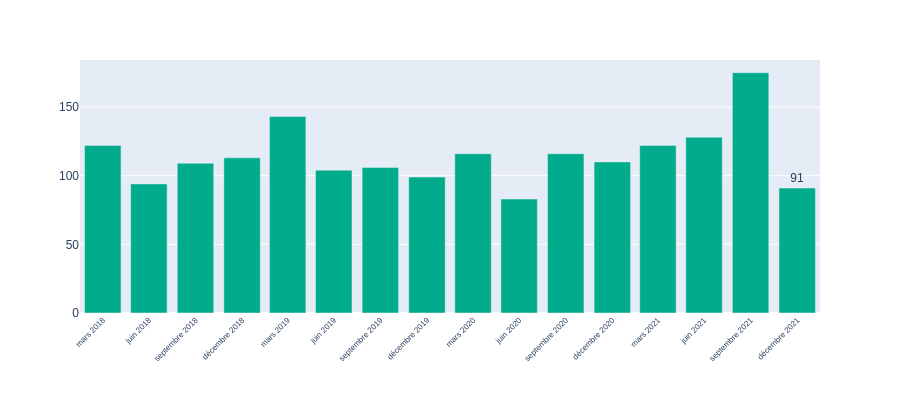 150
100
50
0
91
mars 2018
juin 2018
septembre 2018
décembre 2018
mars 2019
juin 2019
septembre 2019
décembre 2019
mars 2020
juin 2020
septembre 2020
décembre 2020
mars 2021
juin 2021
septembre 2021
décembre 2021